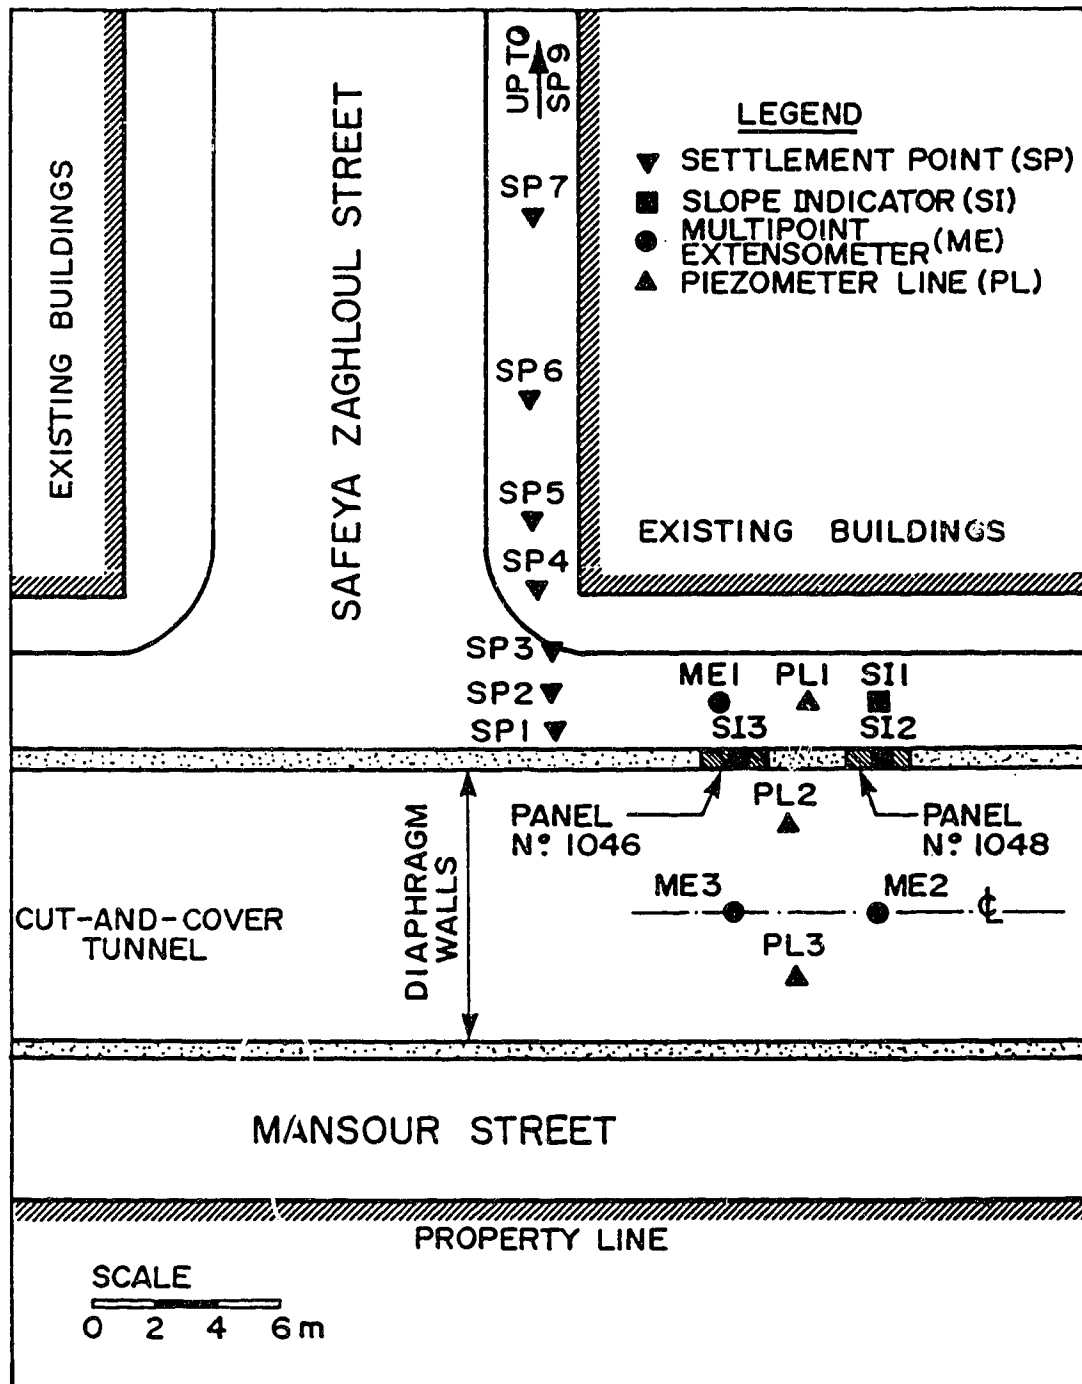 UP TO
SP9
LEGEND
SETTLEMENT POINT (SP)
SLOPE INDICATOR (SI)
MULTIPOINT
EXTENSOMETER (ME)
PIEZOMETER LINE (PL)
SP7
SAFEYA ZAGHLOUL STREET
EXISTING BUILDINGS
SP6
SP5
EXISTING BUILDINGS
SP4
SP3
ME1 PL1 SI1
SP2
SP1 SI3 SI2
PL2
PANEL
Nº 1046
PANEL
Nº 1048
DIAPHRAGM
WALLS
ME3 ME2 ℄
CUT-AND-COVER
TUNNEL
PL3
MANSOUR STREET
PROPERTY LINE
SCALE
0 2 4 6 m